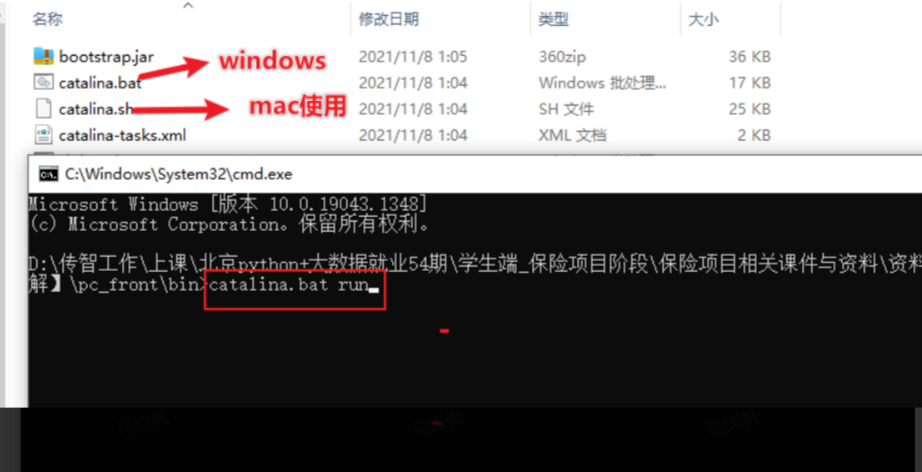 名称 修改日期 类型 大小
bootstrap.jar 2021/11/8 1:05 360zip 36 KB
catalina.bat windows 2021/11/8 1:04 Windows 批处理... 17 KB
catalina.sh mac使用 2021/11/8 1:04 SH 文件 25 KB
catalina-tasks.xml 2021/11/8 1:04 XML 文档 2 KB
C:\Windows\System32\cmd.exe
Microsoft Windows [版本 10.0.19043.1348]
(c) Microsoft Corporation。保留所有权利。
D:\传智工作\上课\北京python+大数据就业54期\学生端_保险项目阶段\保险项目相关课件与资料\资料
解】\pc_front\bin>catalina.bat run